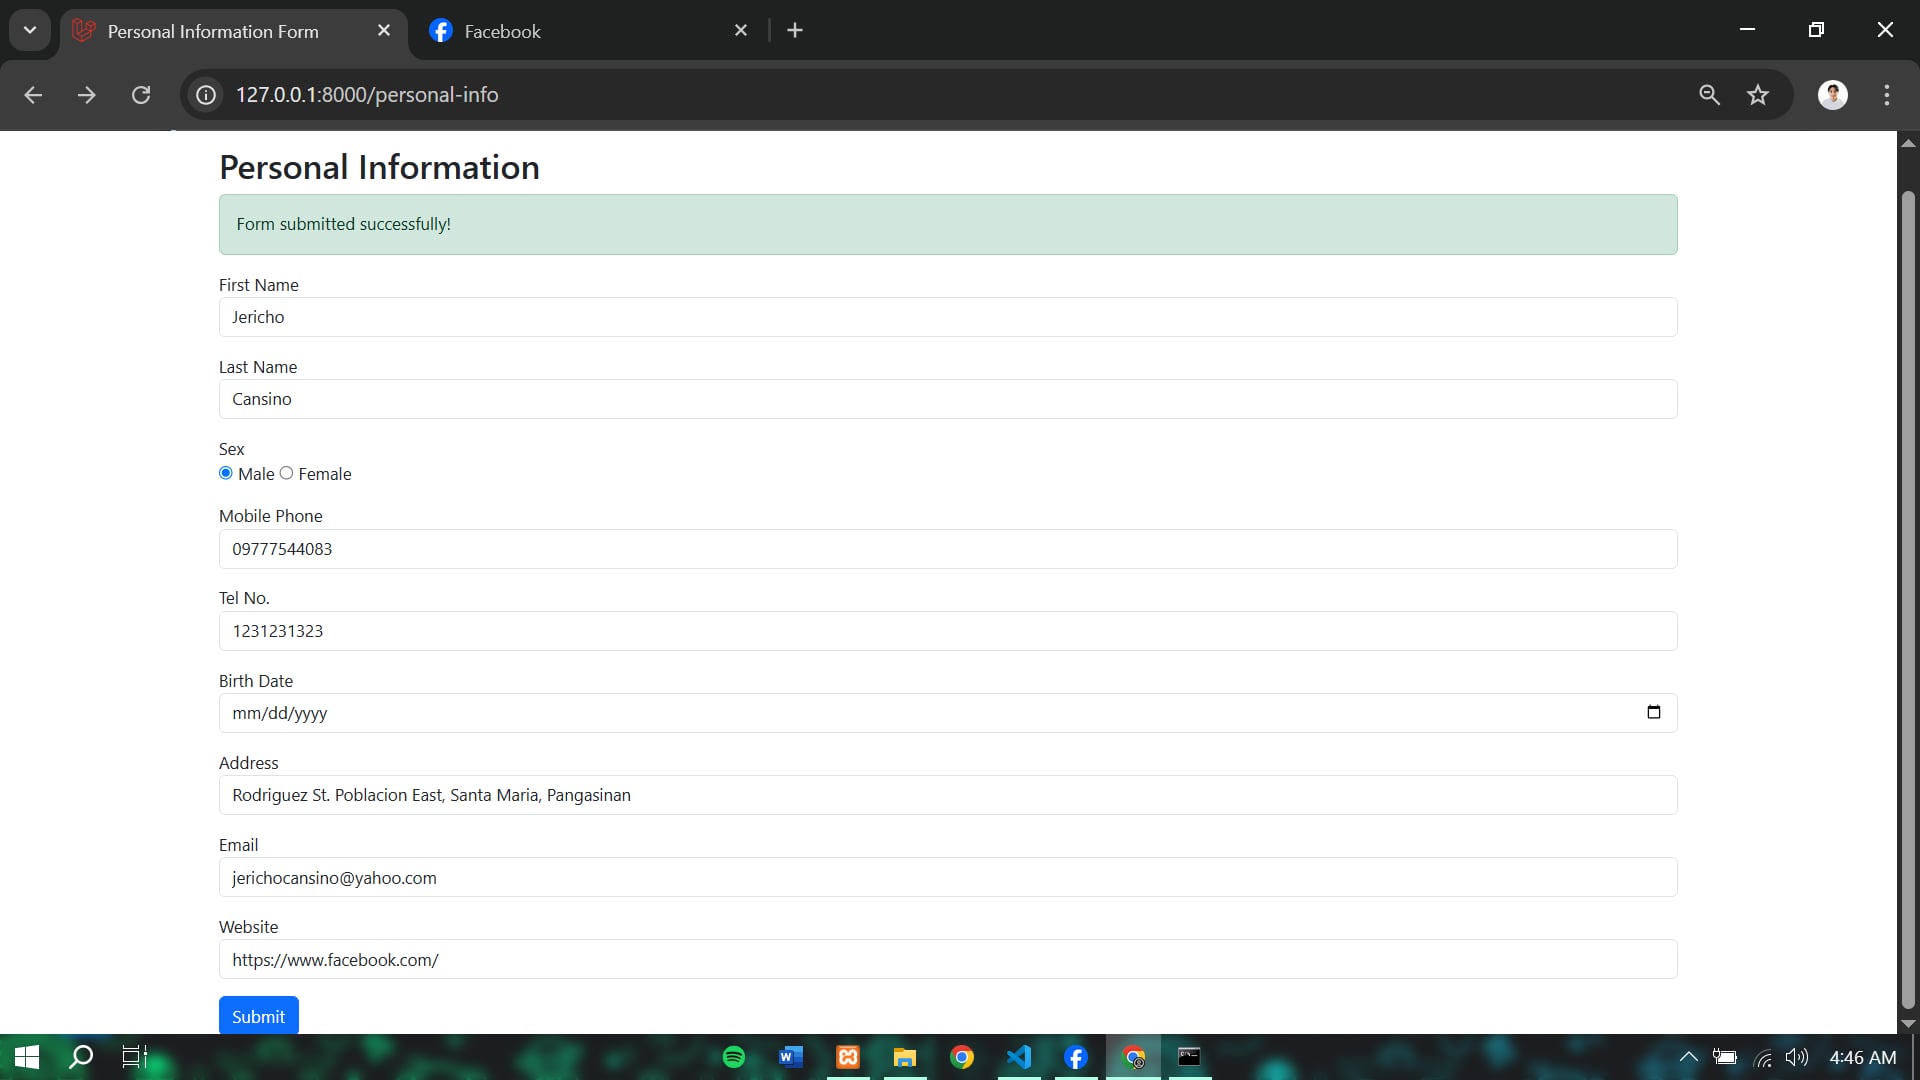 Personal Information Form
Facebook
127.0.0.1:8000/personal-info
Personal Information
Form submitted successfully!
First Name
Jericho
Last Name
Cansino
Sex
Male Female
Mobile Phone
09777544083
Tel No.
1231231323
Birth Date
mm/dd/yyyy
Address
Rodriguez St. Poblacion East, Santa Maria, Pangasinan
Email
jerichocansino@yahoo.com
Website
https://www.facebook.com/
Submit
4:46 AM